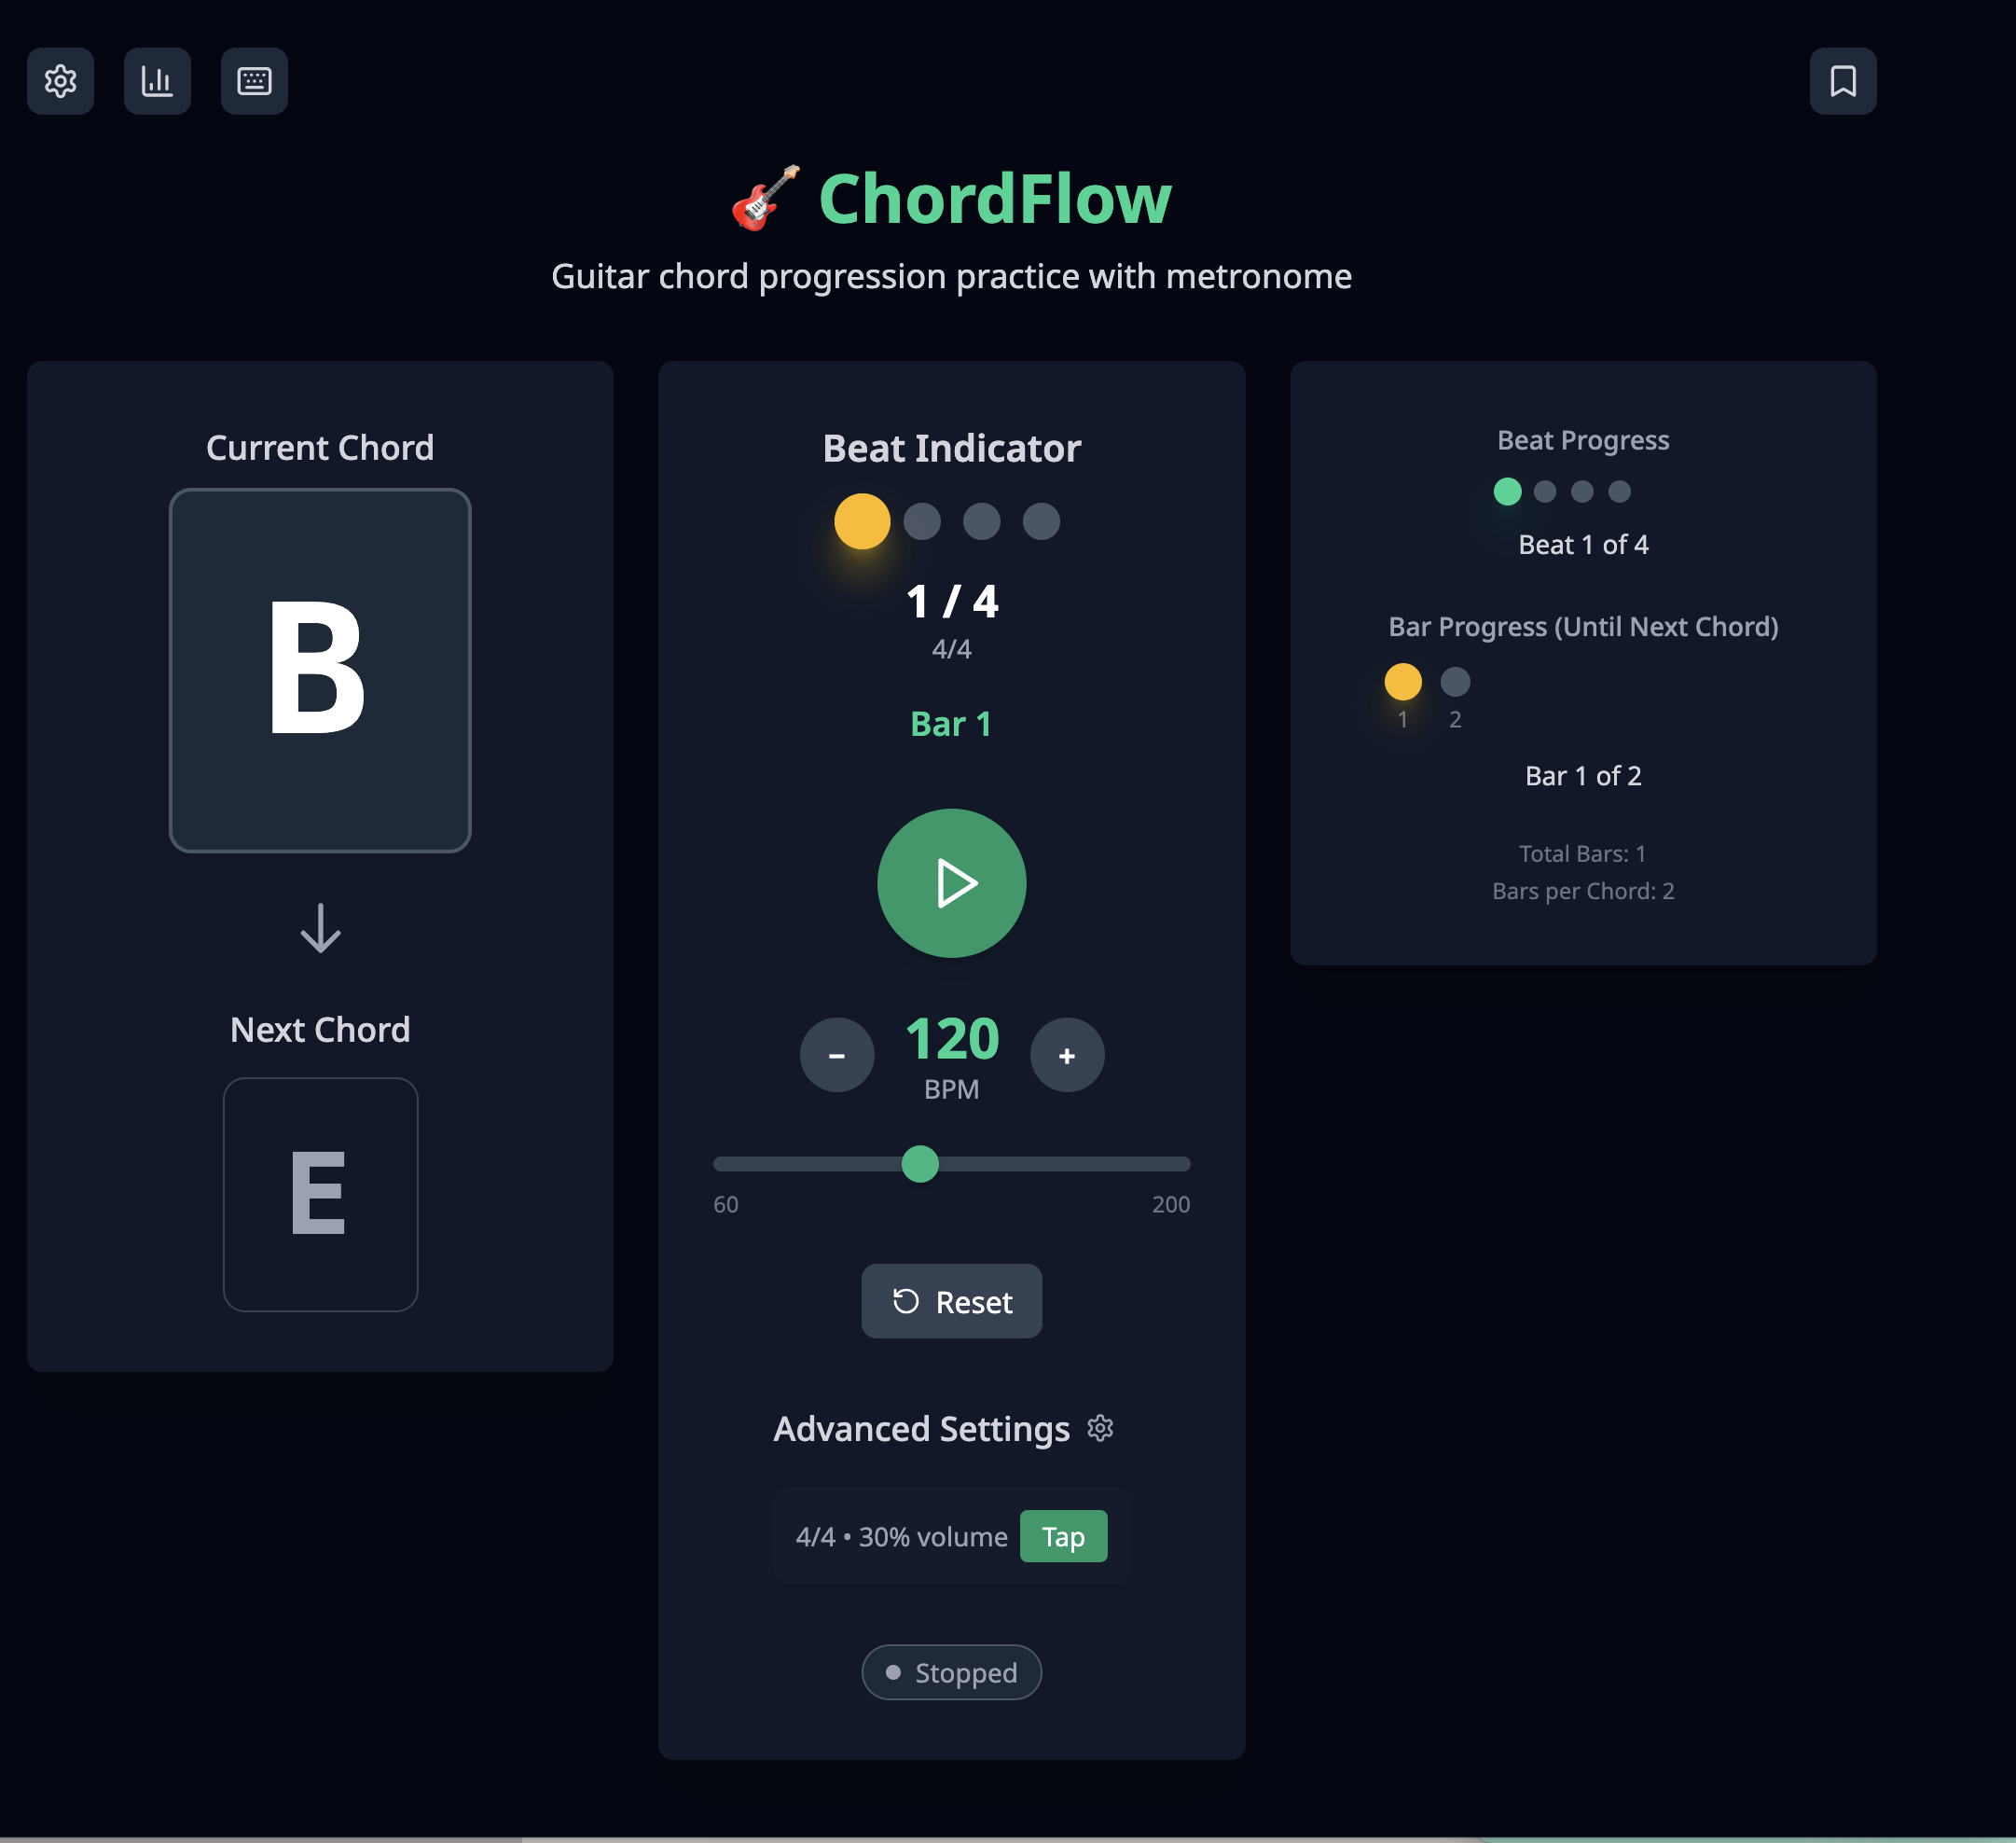 ChordFlow
Guitar chord progression practice with metronome
Current Chord
B
Next Chord
E
Beat Indicator
1 / 4
4/4
Bar 1
–
120
+
BPM
60
200
Reset
Advanced Settings
4/4 • 30% volume
Tap
Stopped
Beat Progress
Beat 1 of 4
Bar Progress (Until Next Chord)
1
2
Bar 1 of 2
Total Bars: 1
Bars per Chord: 2